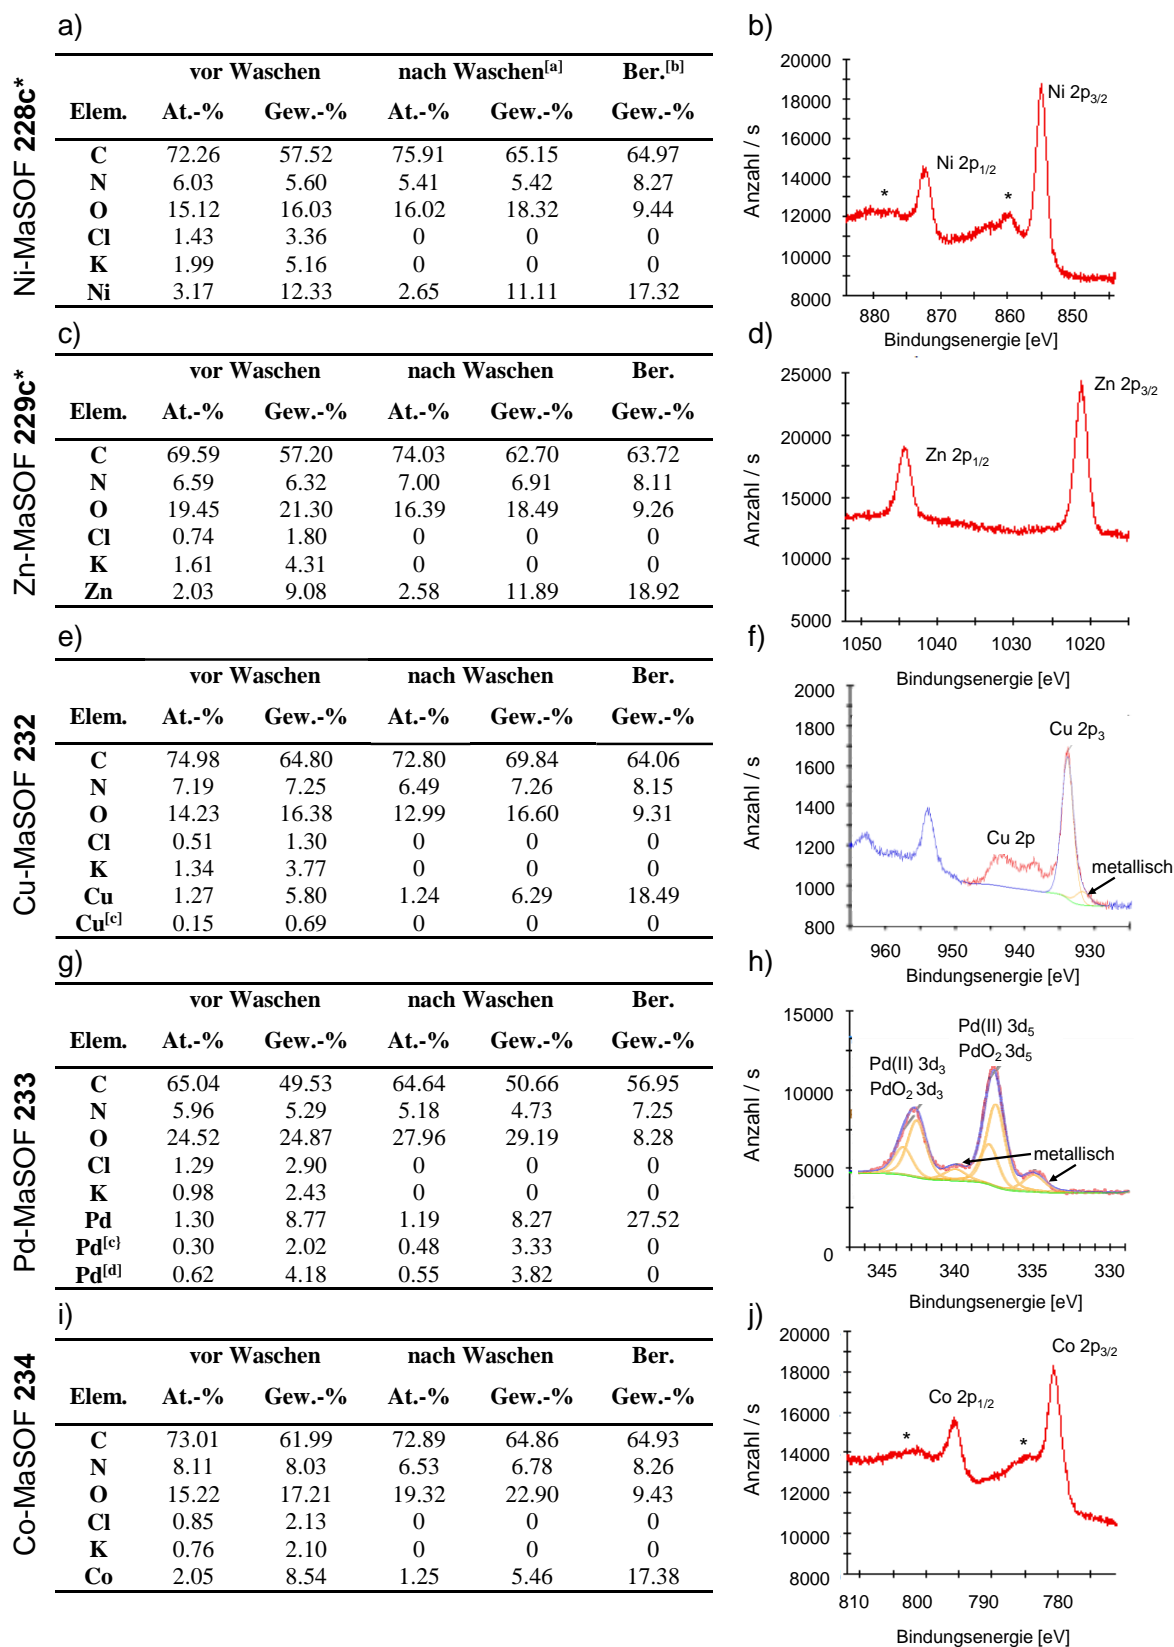 a)
Ni-MaSOF 228c*
vor Waschen nach Waschen[a] Ber.[b]
Elem. At.-% Gew.-% At.-% Gew.-% Gew.-%
C 72.26 57.52 75.91 65.15 64.97
N 6.03 5.60 5.41 5.42 8.27
O 15.12 16.03 16.02 18.32 9.44
Cl 1.43 3.36 0 0 0
K 1.99 5.16 0 0 0
Ni 3.17 12.33 2.65 11.11 17.32
b)
Anzahl / s
20000
18000
16000
14000
12000
10000
8000
Ni 2p3/2
Ni 2p1/2
* *
880 870 860 850
Bindungsenergie [eV]
c)
Zn-MaSOF 229c*
vor Waschen nach Waschen Ber.
Elem. At.-% Gew.-% At.-% Gew.-% Gew.-%
C 69.59 57.20 74.03 62.70 63.72
N 6.59 6.32 7.00 6.91 8.11
O 19.45 21.30 16.39 18.49 9.26
Cl 0.74 1.80 0 0 0
K 1.61 4.31 0 0 0
Zn 2.03 9.08 2.58 11.89 18.92
d)
Anzahl / s
25000
20000
15000
10000
5000
Zn 2p3/2
Zn 2p1/2
1050 1040 1030 1020
Bindungsenergie [eV]
e)
Cu-MaSOF 232
vor Waschen nach Waschen Ber.
Elem. At.-% Gew.-% At.-% Gew.-% Gew.-%
C 74.98 64.80 72.80 69.84 64.06
N 7.19 7.25 6.49 7.26 8.15
O 14.23 16.38 12.99 16.60 9.31
Cl 0.51 1.30 0 0 0
K 1.34 3.77 0 0 0
Cu 1.27 5.80 1.24 6.29 18.49
Cu[c] 0.15 0.69 0 0 0
f)
Anzahl / s
2000
1800
1600
1400
1200
1000
800
Cu 2p3
Cu 2p
metallisch
960 950 940 930
Bindungsenergie [eV]
g)
Pd-MaSOF 233
vor Waschen nach Waschen Ber.
Elem. At.-% Gew.-% At.-% Gew.-% Gew.-%
C 65.04 49.53 64.64 50.66 56.95
N 5.96 5.29 5.18 4.73 7.25
O 24.52 24.87 27.96 29.19 8.28
Cl 1.29 2.90 0 0 0
K 0.98 2.43 0 0 0
Pd 1.30 8.77 1.19 8.27 27.52
Pd[c} 0.30 2.02 0.48 3.33 0
Pd[d] 0.62 4.18 0.55 3.82 0
h)
Anzahl / s
15000
10000
5000
0
Pd(II) 3d5
PdO2 3d5
Pd(II) 3d3
PdO2 3d3
metallisch
345 340 335 330
Bindungsenergie [eV]
i)
Co-MaSOF 234
vor Waschen nach Waschen Ber.
Elem. At.-% Gew.-% At.-% Gew.-% Gew.-%
C 73.01 61.99 72.89 64.86 64.93
N 8.11 8.03 6.53 6.78 8.26
O 15.22 17.21 19.32 22.90 9.43
Cl 0.85 2.13 0 0 0
K 0.76 2.10 0 0 0
Co 2.05 8.54 1.25 5.46 17.38
j)
Anzahl / s
20000
18000
16000
14000
12000
10000
8000
Co 2p3/2
Co 2p1/2
* *
810 800 790 780
Bindungsenergie [eV]